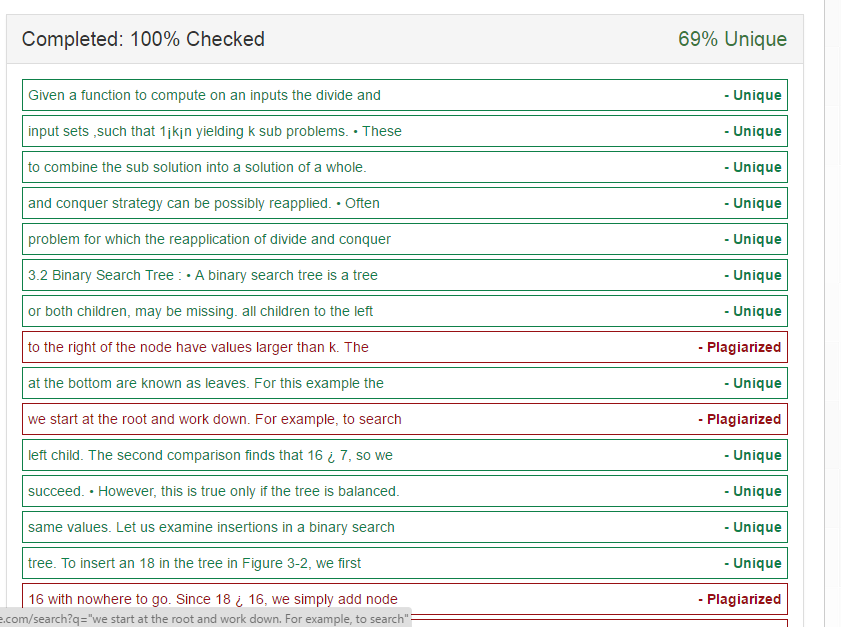 Completed: 100% Checked 69% Unique
Given a function to compute on an inputs the divide and - Unique
input sets ,such that 1¡k¡n yielding k sub problems. • These - Unique
to combine the sub solution into a solution of a whole. - Unique
and conquer strategy can be possibly reapplied. • Often - Unique
problem for which the reapplication of divide and conquer - Unique
3.2 Binary Search Tree : • A binary search tree is a tree - Unique
or both children, may be missing. all children to the left - Unique
to the right of the node have values larger than k. The - Plagiarized
at the bottom are known as leaves. For this example the - Unique
we start at the root and work down. For example, to search - Plagiarized
left child. The second comparison finds that 16 ¿ 7, so we - Unique
succeed. • However, this is true only if the tree is balanced. - Unique
same values. Let us examine insertions in a binary search - Unique
tree. To insert an 18 in the tree in Figure 3-2, we first - Unique
16 with nowhere to go. Since 18 ¿ 16, we simply add node - Plagiarized
e.com/search?q="we start at the root and work down. For example, to search"